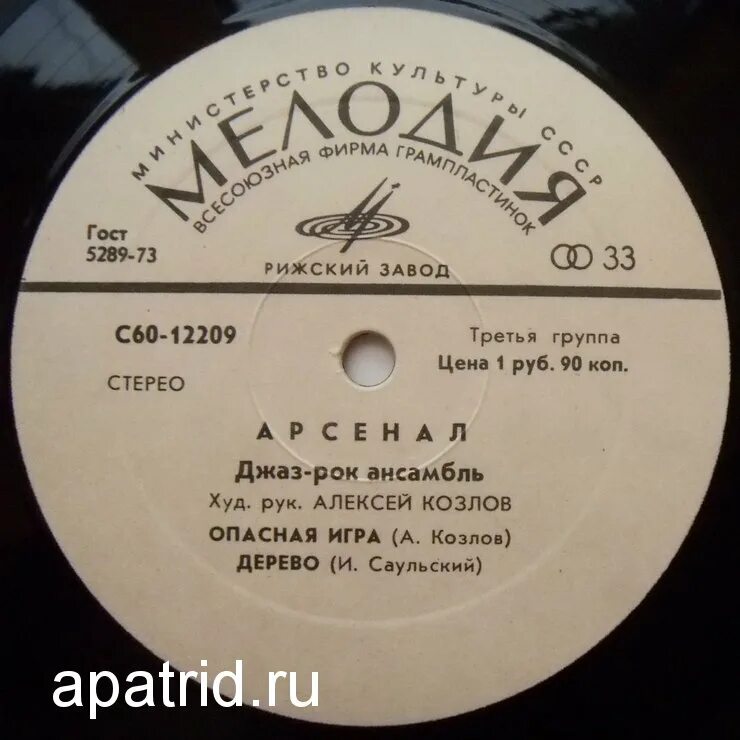 МИНИСТЕРСТВО КУЛЬТУРЫ СССР
МЕЛОДИЯ
ВСЕСОЮЗНАЯ ФИРМА ГРАМПЛАСТИНОК
Гост
5289-73
РИЖСКИЙ ЗАВОД
33
С60-12209
СТЕРЕО
Третья группа
Цена 1 руб. 90 коп.
АРСЕНАЛ
Джаз-рок ансамбль
Худ. рук. АЛЕКСЕЙ КОЗЛОВ
ОПАСНАЯ ИГРА (А. Козлов)
ДЕРЕВО (И. Саульский)
apatrid.ru